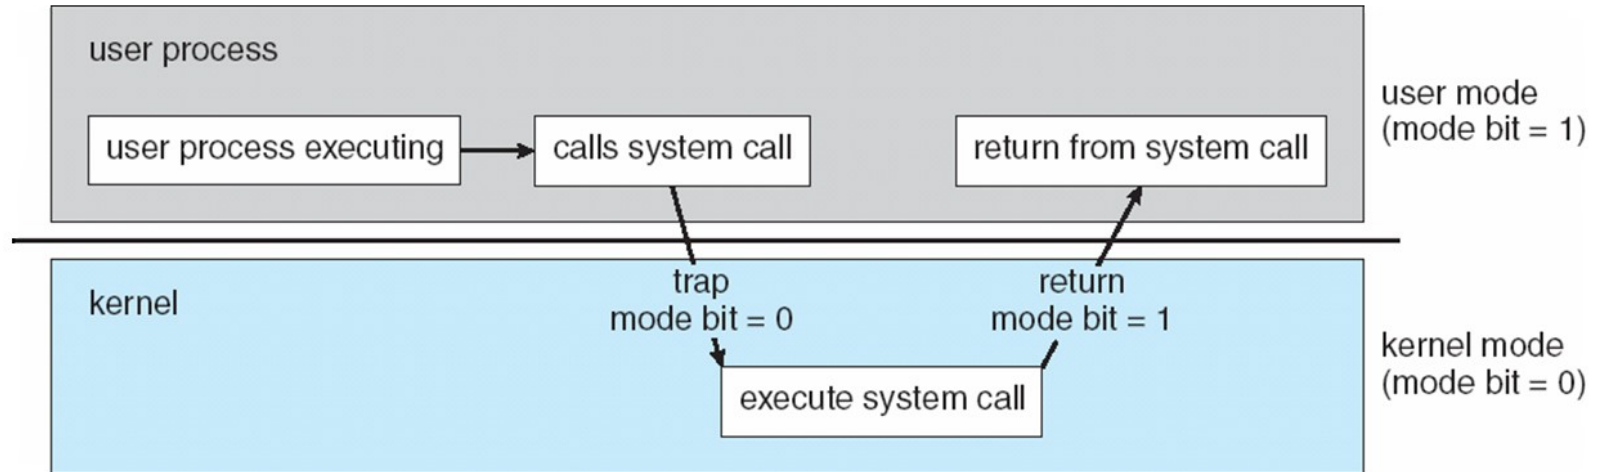 user process
user process executing
calls system call
return from system call
user mode
(mode bit = 1)
trap
mode bit = 0
return
mode bit = 1
kernel
execute system call
kernel mode
(mode bit = 0)